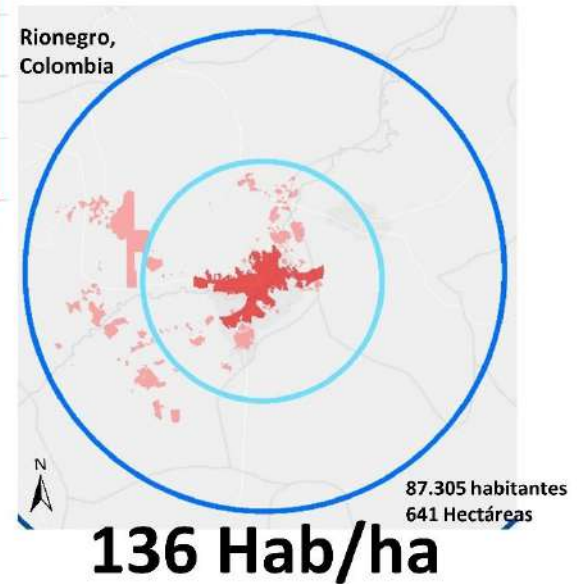 Rionegro,
Colombia
N
87.305 habitantes
641 Hectáreas
136 Hab/ha